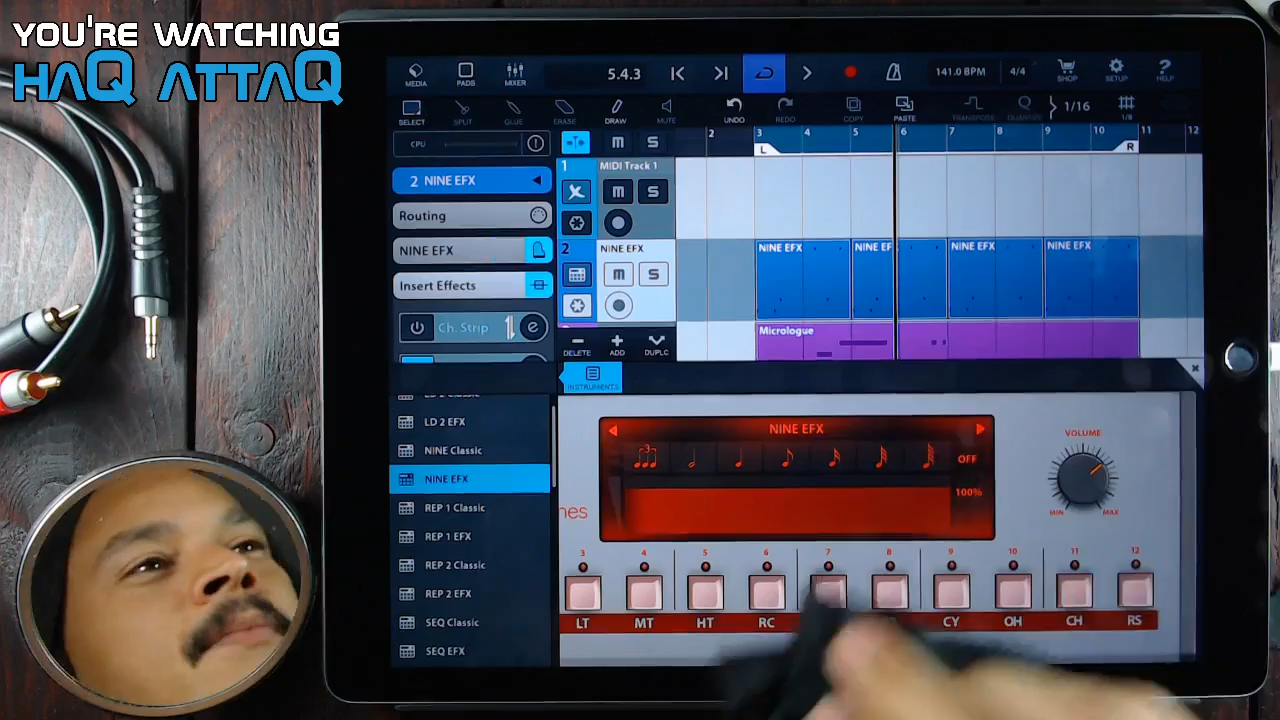 YOU'RE WATCHING
HAQ ATTAQ
MEDIA PADS MIXER 5.4.3 141.0 BPM 4/4 SHOP SETUP HELP
SELECT SPLIT GLUE ERASE DRAW MUTE UNDO REDO COPY PASTE TRANSPOSE QUANTIZE 1/16 1/8
CPU M S 2 3 4 5 6 7 8 9 10 11 12
L R
1 MIDI Track 1
M S
2 NINE EFX
Routing
NINE EFX
Insert Effects
Ch. Strip e
2 NINE EFX
M S
NINE EFX NINE EF NINE EFX NINE EFX
Micrologue
DELETE ADD DUPLC
INSTRUMENTS
LD 2 EFX
NINE Classic
NINE EFX
REP 1 Classic
REP 1 EFX
REP 2 Classic
REP 2 EFX
SEQ Classic
SEQ EFX
NINE EFX
3
OFF
100%
VOLUME
MIN MAX
nes
3 4 5 6 7 8 9 10 11 12
LT MT HT RC CY OH CH RS